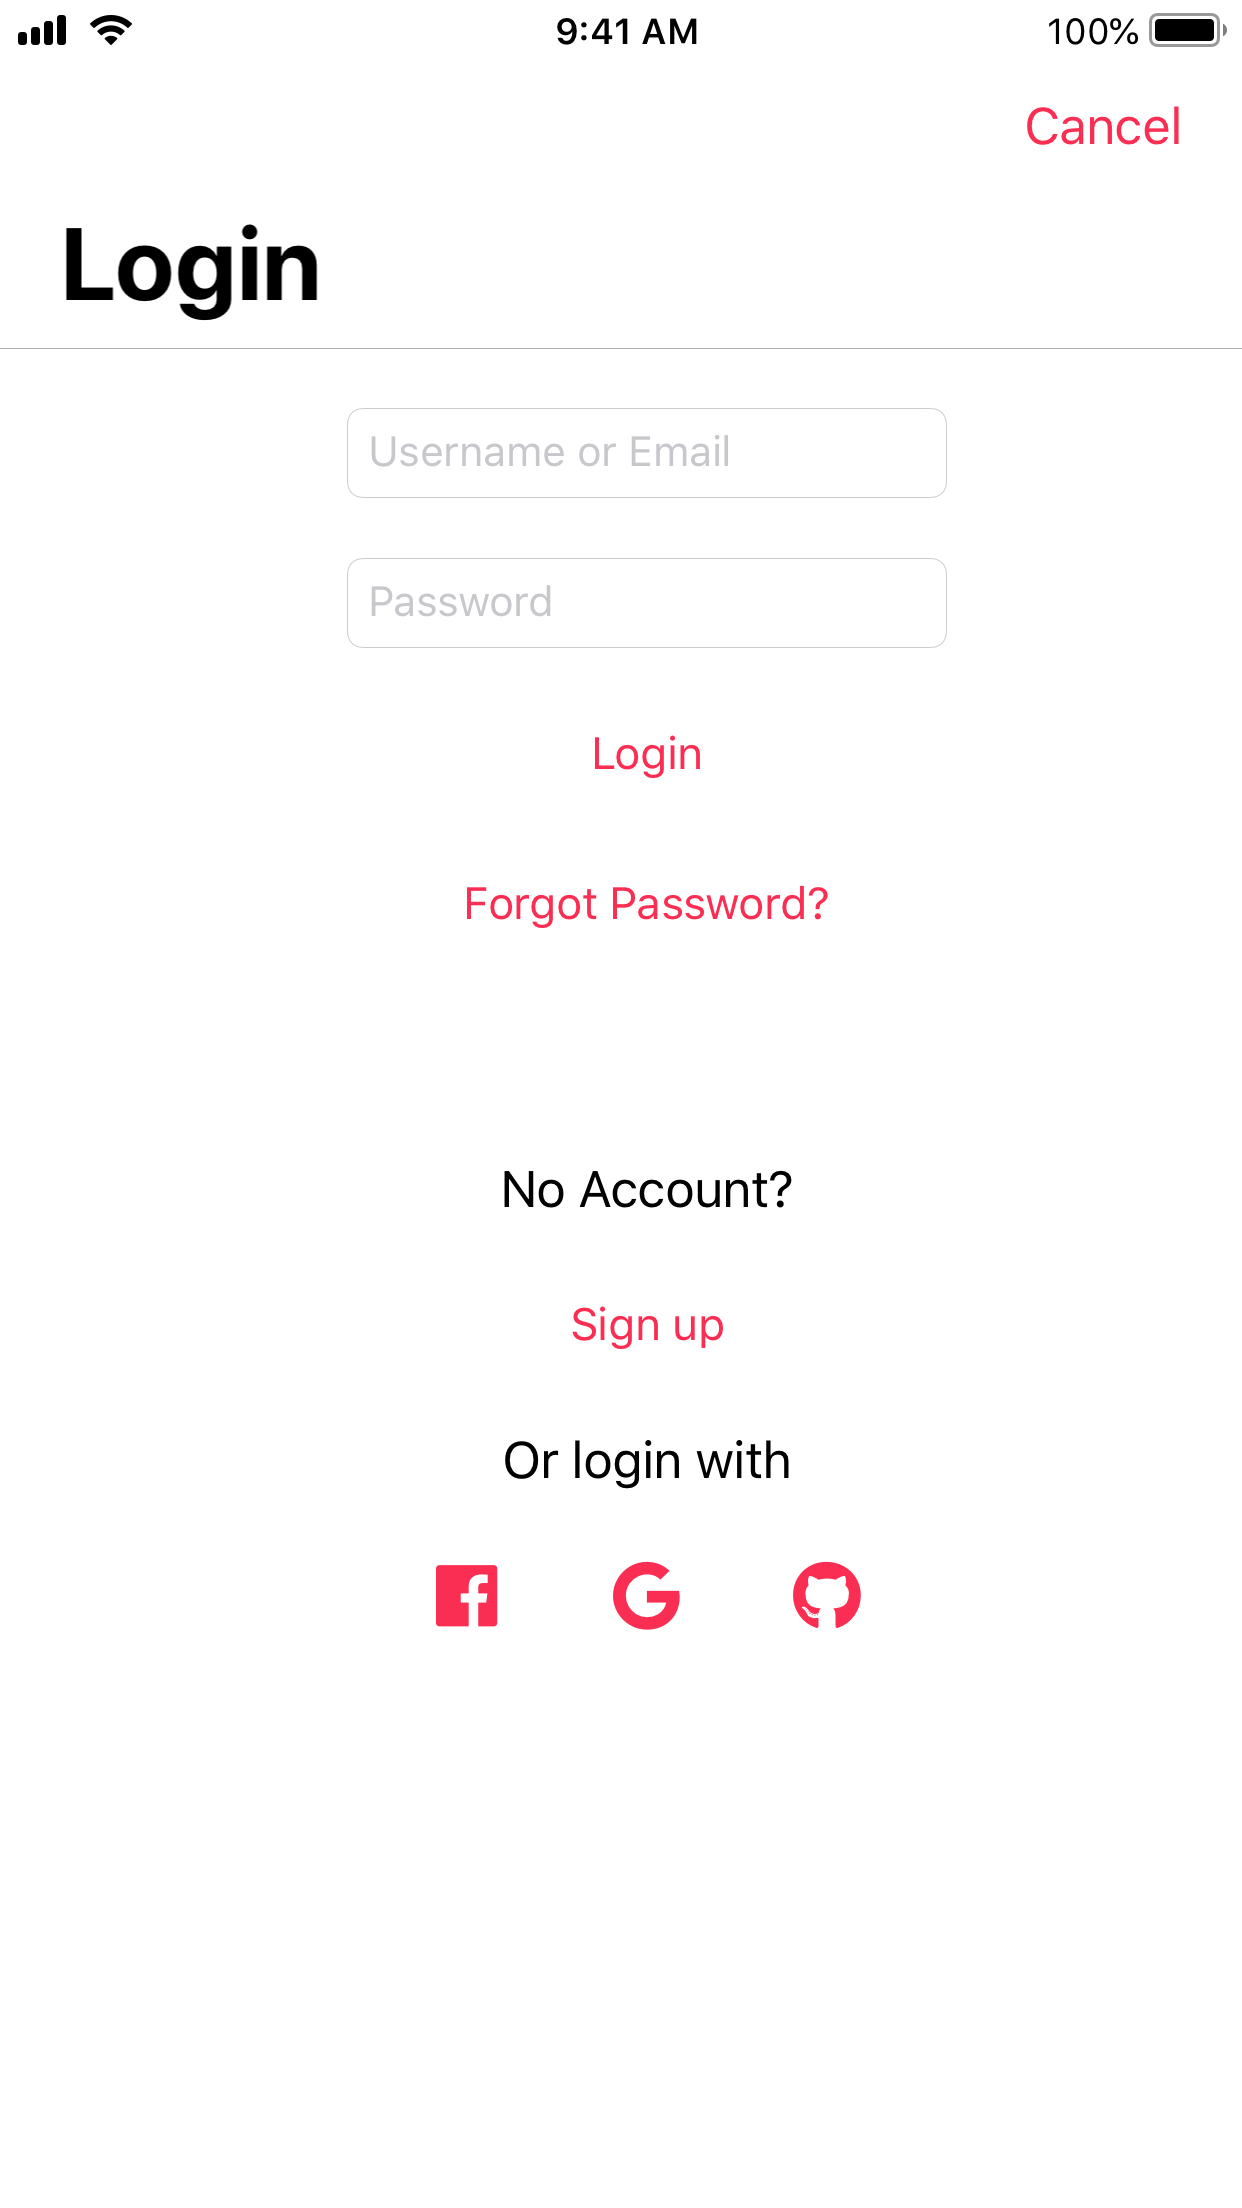 9:41 AM 100%
Cancel
Login
Username or Email
Password
Login
Forgot Password?
No Account?
Sign up
Or login with